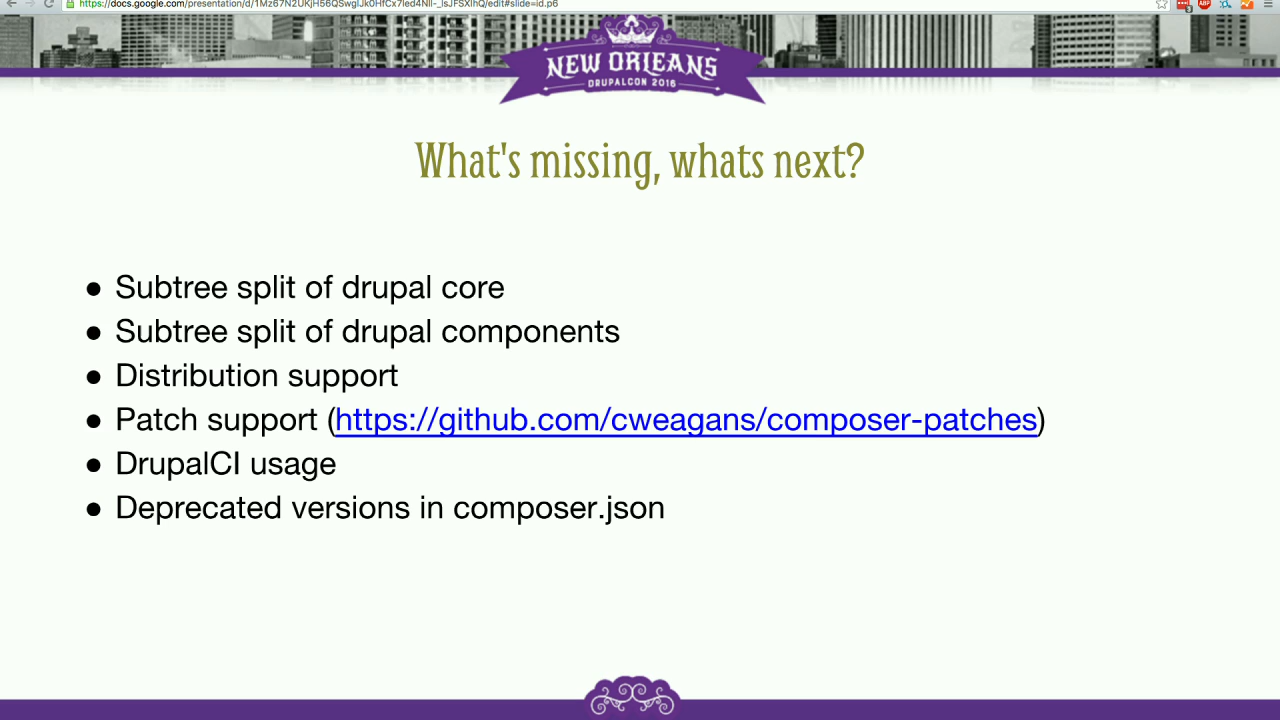 NEW ORLEANS
DRUPALCON 2016
What's missing, whats next?
● Subtree split of drupal core
● Subtree split of drupal components
● Distribution support
● Patch support (https://github.com/cweagans/composer-patches)
● DrupalCI usage
● Deprecated versions in composer.json